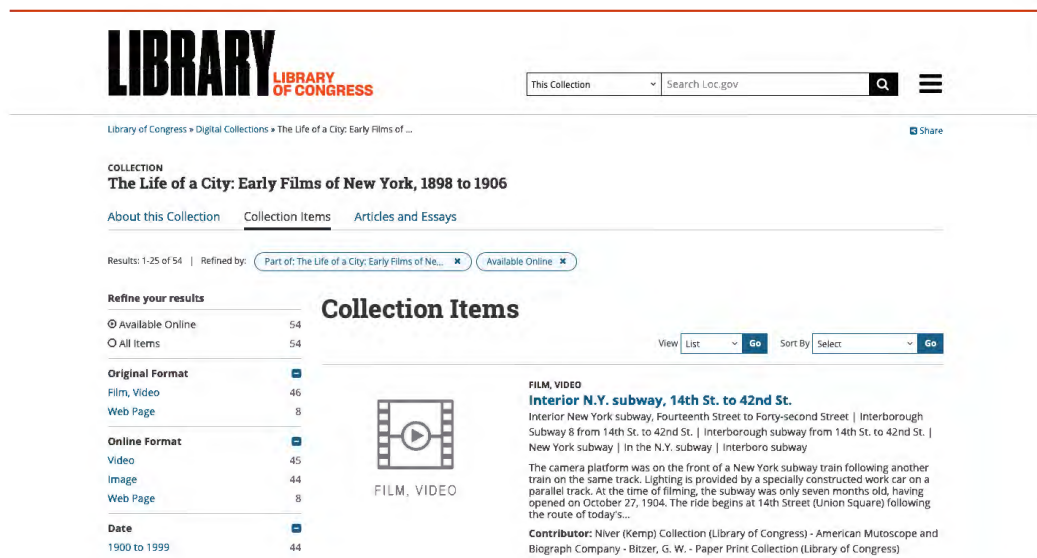 LIBRARY
LIBRARY
OF CONGRESS
This Collection
Search Loc.gov
Library of Congress » Digital Collections » The Life of a City: Early Films of ...
Share
COLLECTION
The Life of a City: Early Films of New York, 1898 to 1906
About this Collection
Collection Items
Articles and Essays
Results: 1-25 of 54 | Refined by:
Part of: The Life of a City: Early Films of Ne...
Available Online
Refine your results
Available Online 54
All Items 54
Original Format
Film, Video 46
Web Page 8
Online Format
Video 45
Image 44
Web Page 8
Date
1900 to 1999 44
Collection Items
View List Go Sort By Select Go
FILM, VIDEO
FILM, VIDEO
Interior N.Y. subway, 14th St. to 42nd St.
Interior New York subway, Fourteenth Street to Forty-second Street | Interborough
Subway 8 from 14th St. to 42nd St. | Interborough subway from 14th St. to 42nd St. |
New York subway | In the N.Y. subway | Interboro subway
The camera platform was on the front of a New York subway train following another
train on the same track. Lighting is provided by a specially constructed work car on a
parallel track. At the time of filming, the subway was only seven months old, having
opened on October 27, 1904. The ride begins at 14th Street (Union Square) following
the route of today's...
Contributor: Niver (Kemp) Collection (Library of Congress) - American Mutoscope and
Biograph Company - Bitzer, G. W. - Paper Print Collection (Library of Congress)